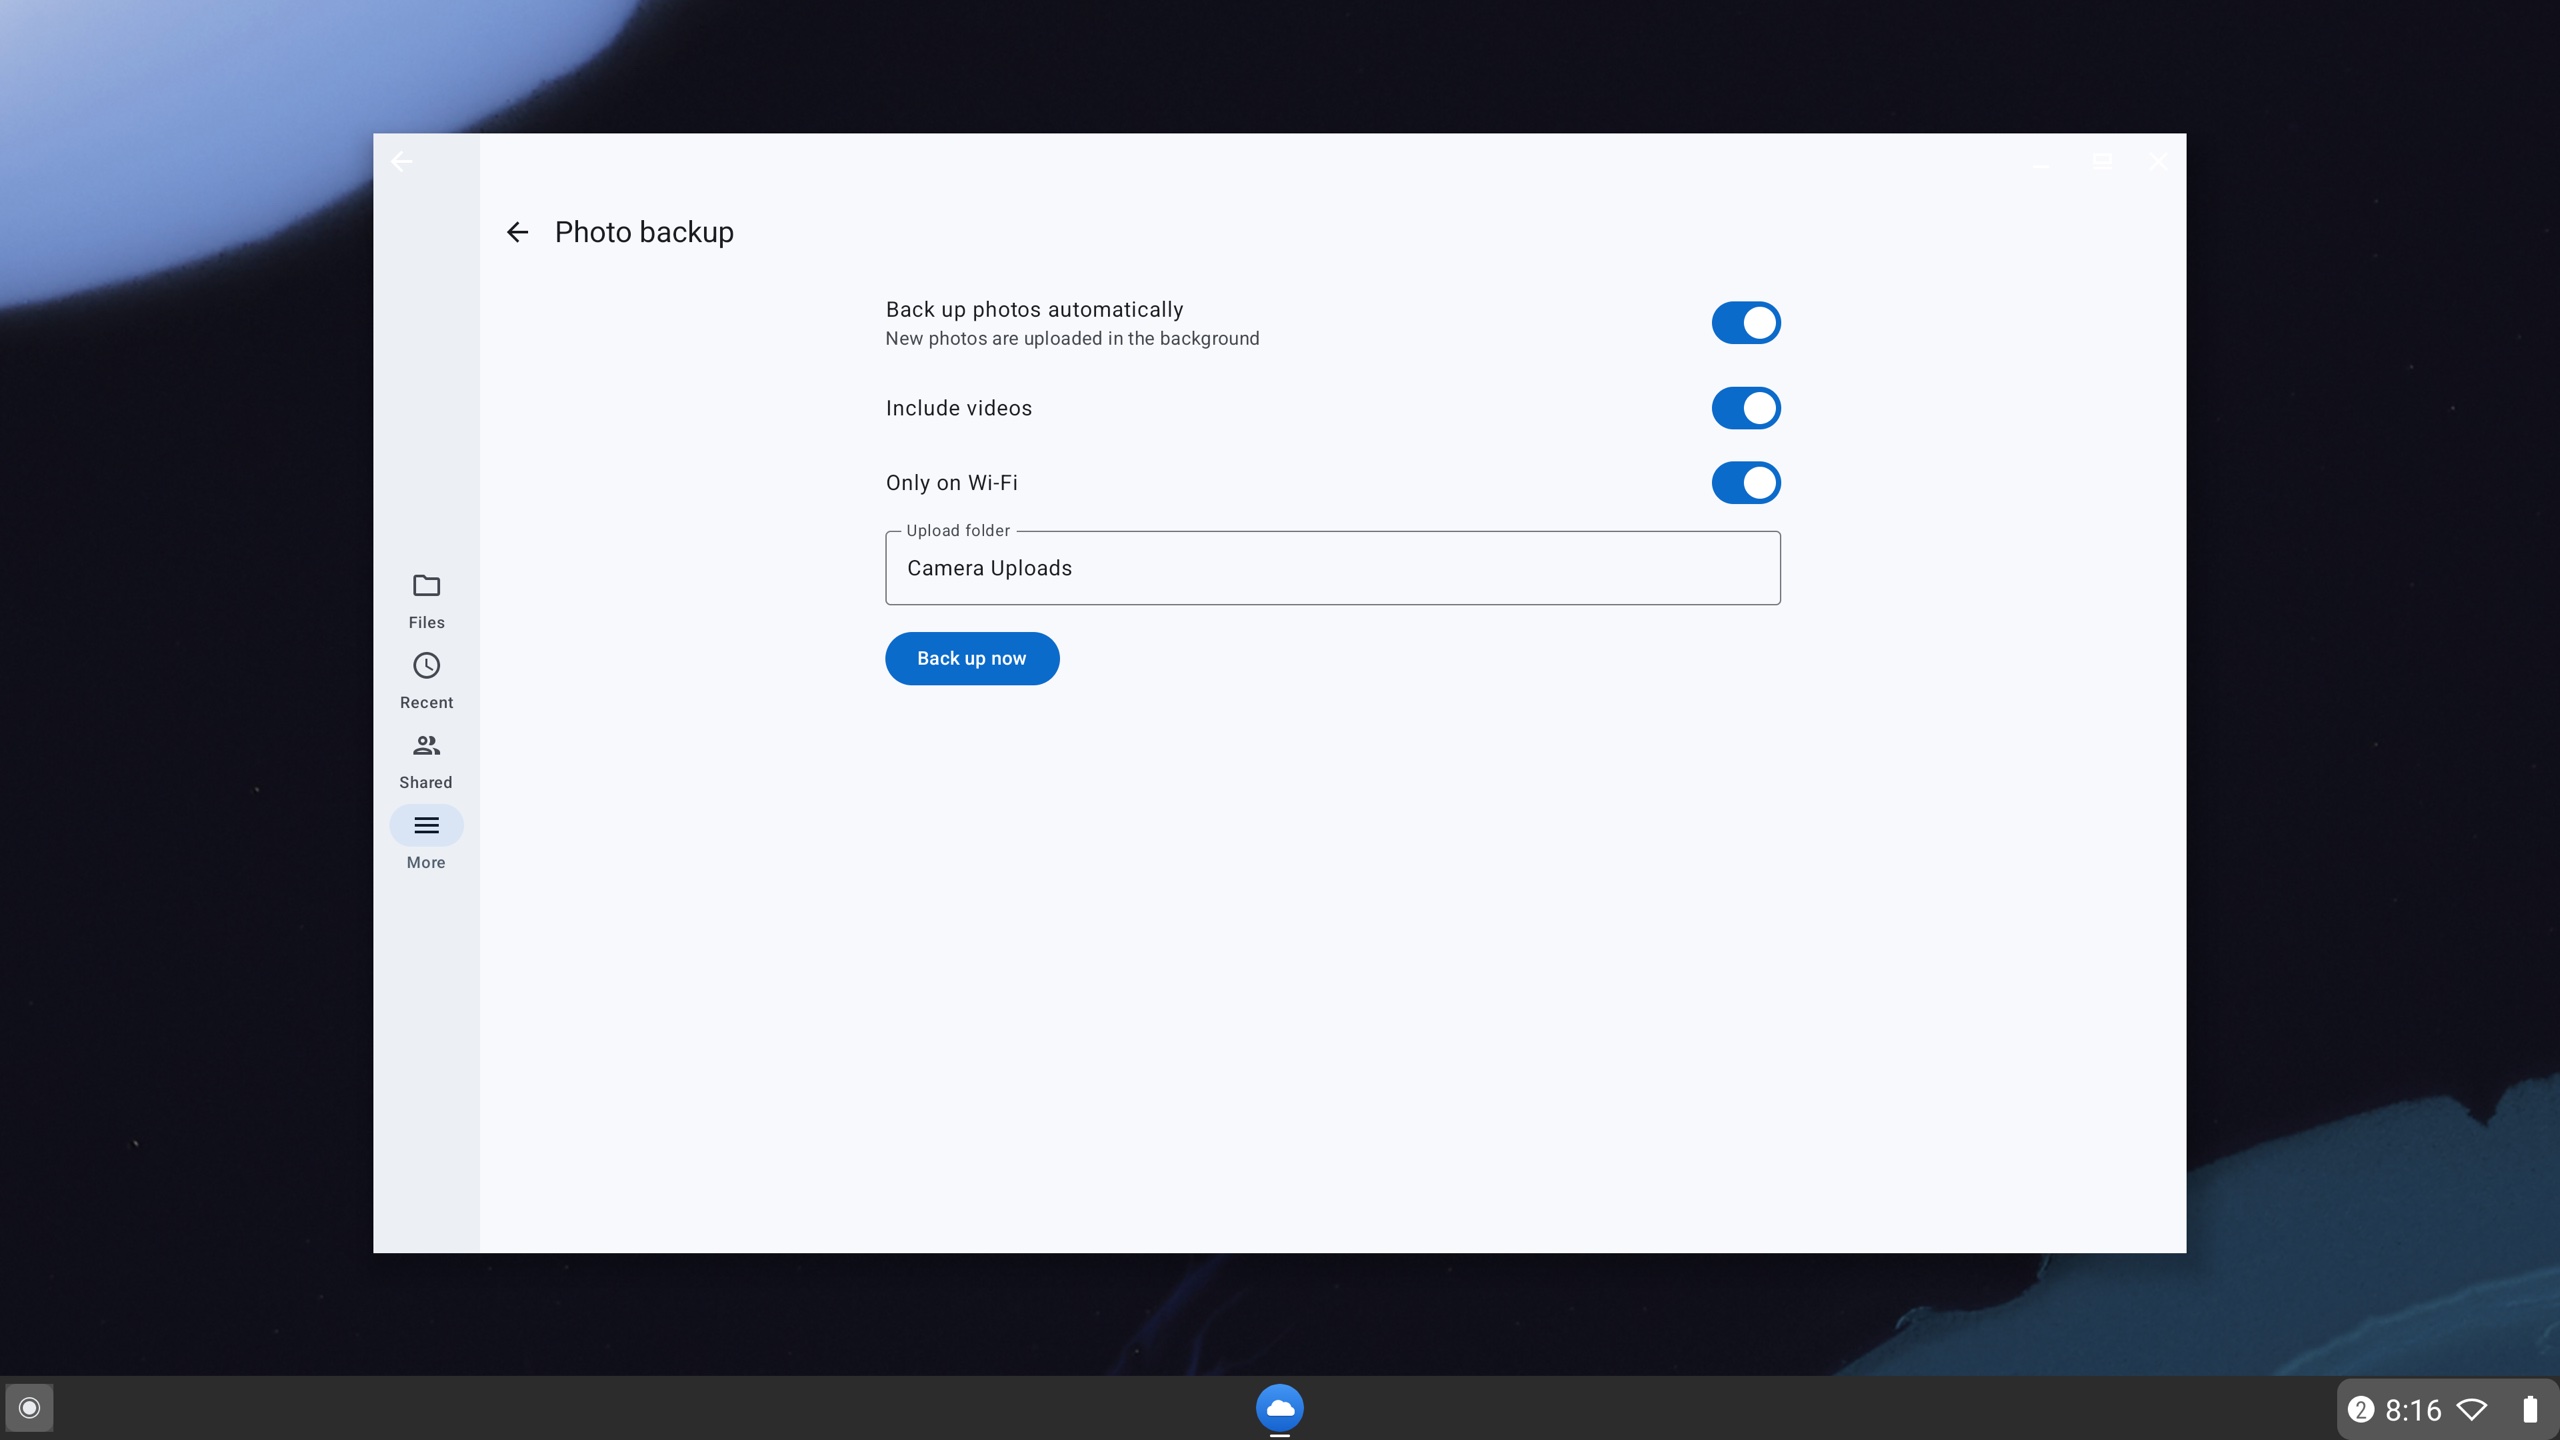 Photo backup
Back up photos automatically
New photos are uploaded in the background
Include videos
Only on Wi-Fi
Upload folder
Camera Uploads
Back up now
Files
Recent
Shared
More
2 8:16